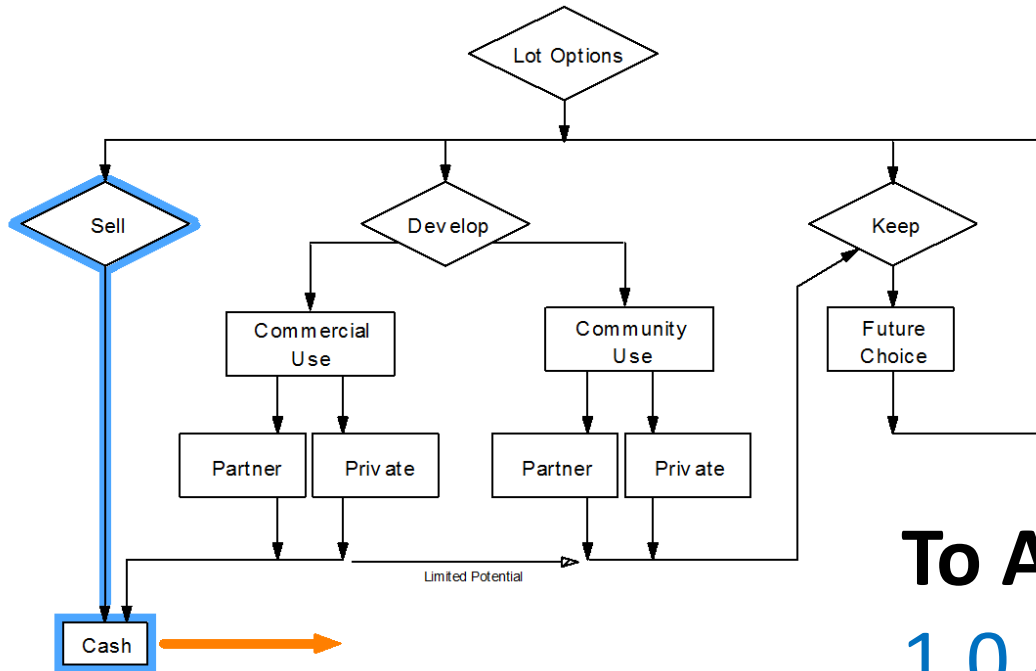 Lot Options
Sell
Develop
Keep
Commercial
Use
Community
Use
Future
Choice
Partner
Private
Partner
Private
Limited Potential
Cash
To A
1.0